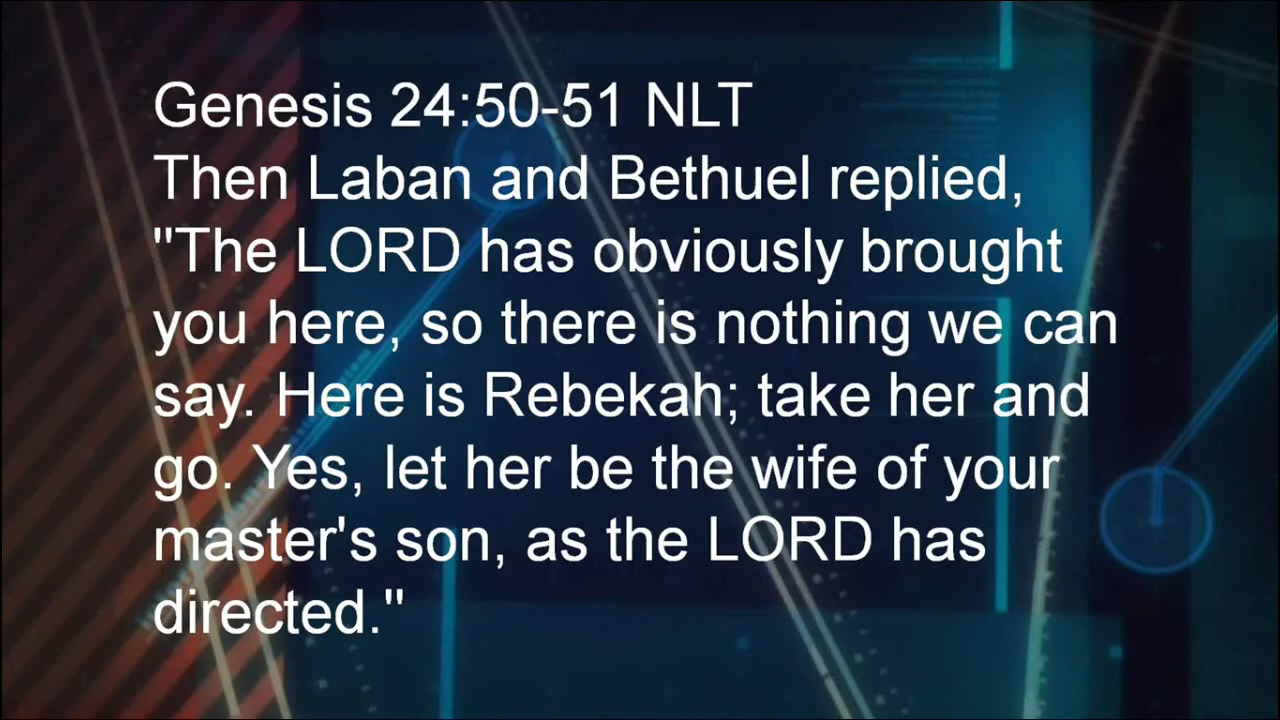 Genesis 24:50-51 NLT
Then Laban and Bethuel replied,
"The LORD has obviously brought
you here, so there is nothing we can
say. Here is Rebekah; take her and
go. Yes, let her be the wife of your
master's son, as the LORD has
directed."